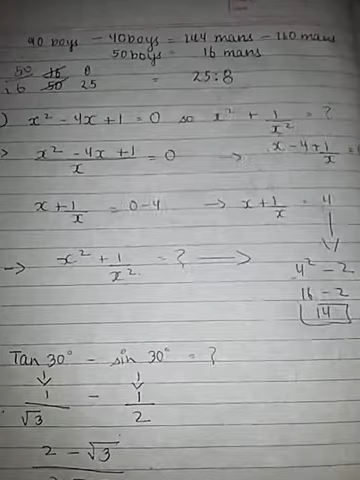 90 boys - 40 boys = 144 mans - 160 mans
50 boys = 16 mans
50 16 8
16 50 25 = 25:8
) x² - 4x + 1 = 0 so x² + 1/x² = ?
⇒ x² - 4x + 1 / x = 0 → x - 4 + 1/x =
x + 1/x = 0 - 4 → x + 1/x = 4
→ x² + 1/x² = ? ⇒ 4² - 2
16 - 2
14
Tan 30° - sin 30° = ?
1/√3 - 1/2
2 - √3